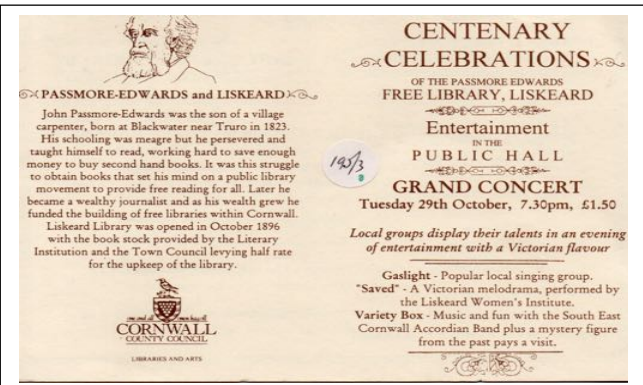 PASSMORE-EDWARDS and LISKEARD
John Passmore-Edwards was the son of a village
carpenter, born at Blackwater near Truro in 1823.
His schooling was meagre but he persevered and
taught himself to read, working hard to save enough
money to buy second hand books. It was this struggle
to obtain books that set his mind on a public library
movement to provide free reading for all. Later he
became a wealthy journalist and as his wealth grew he
funded the building of free libraries within Cornwall.
Liskeard Library was opened in October 1896
with the book stock provided by the Literary
Institution and the Town Council levying half rate
for the upkeep of the library.
one and all
CORNWALL
COUNTY COUNCIL
LIBRARIES AND ARTS
195/3
CENTENARY
CELEBRATIONS
OF THE PASSMORE EDWARDS
FREE LIBRARY, LISKEARD
Entertainment
IN THE
PUBLIC HALL
GRAND CONCERT
Tuesday 29th October, 7.30pm, £1.50
Local groups display their talents in an evening
of entertainment with a Victorian flavour
Gaslight - Popular local singing group.
"Saved" - A Victorian melodrama, performed by
the Liskeard Women's Institute.
Variety Box - Music and fun with the South East
Cornwall Accordian Band plus a mystery figure
from the past pays a visit.